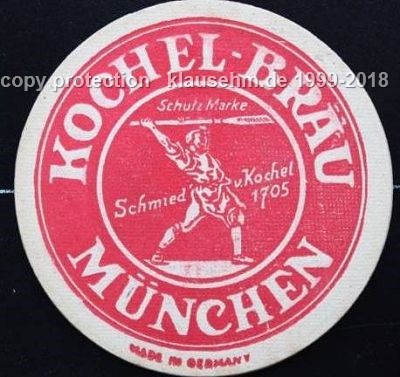 KOCHEL-BRÄU
copy protection klausehm.de 1999-2018
Schutz Marke
Schmied v. Kochel
1705
MÜNCHEN
MADE IN GERMANY